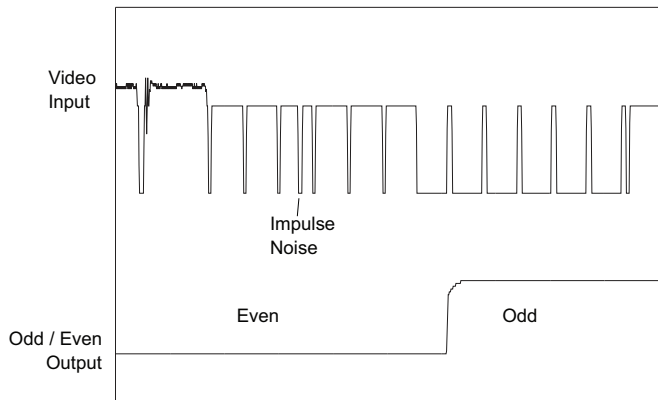 Video
Input
Impulse
Noise
Even
Odd
Odd / Even
Output